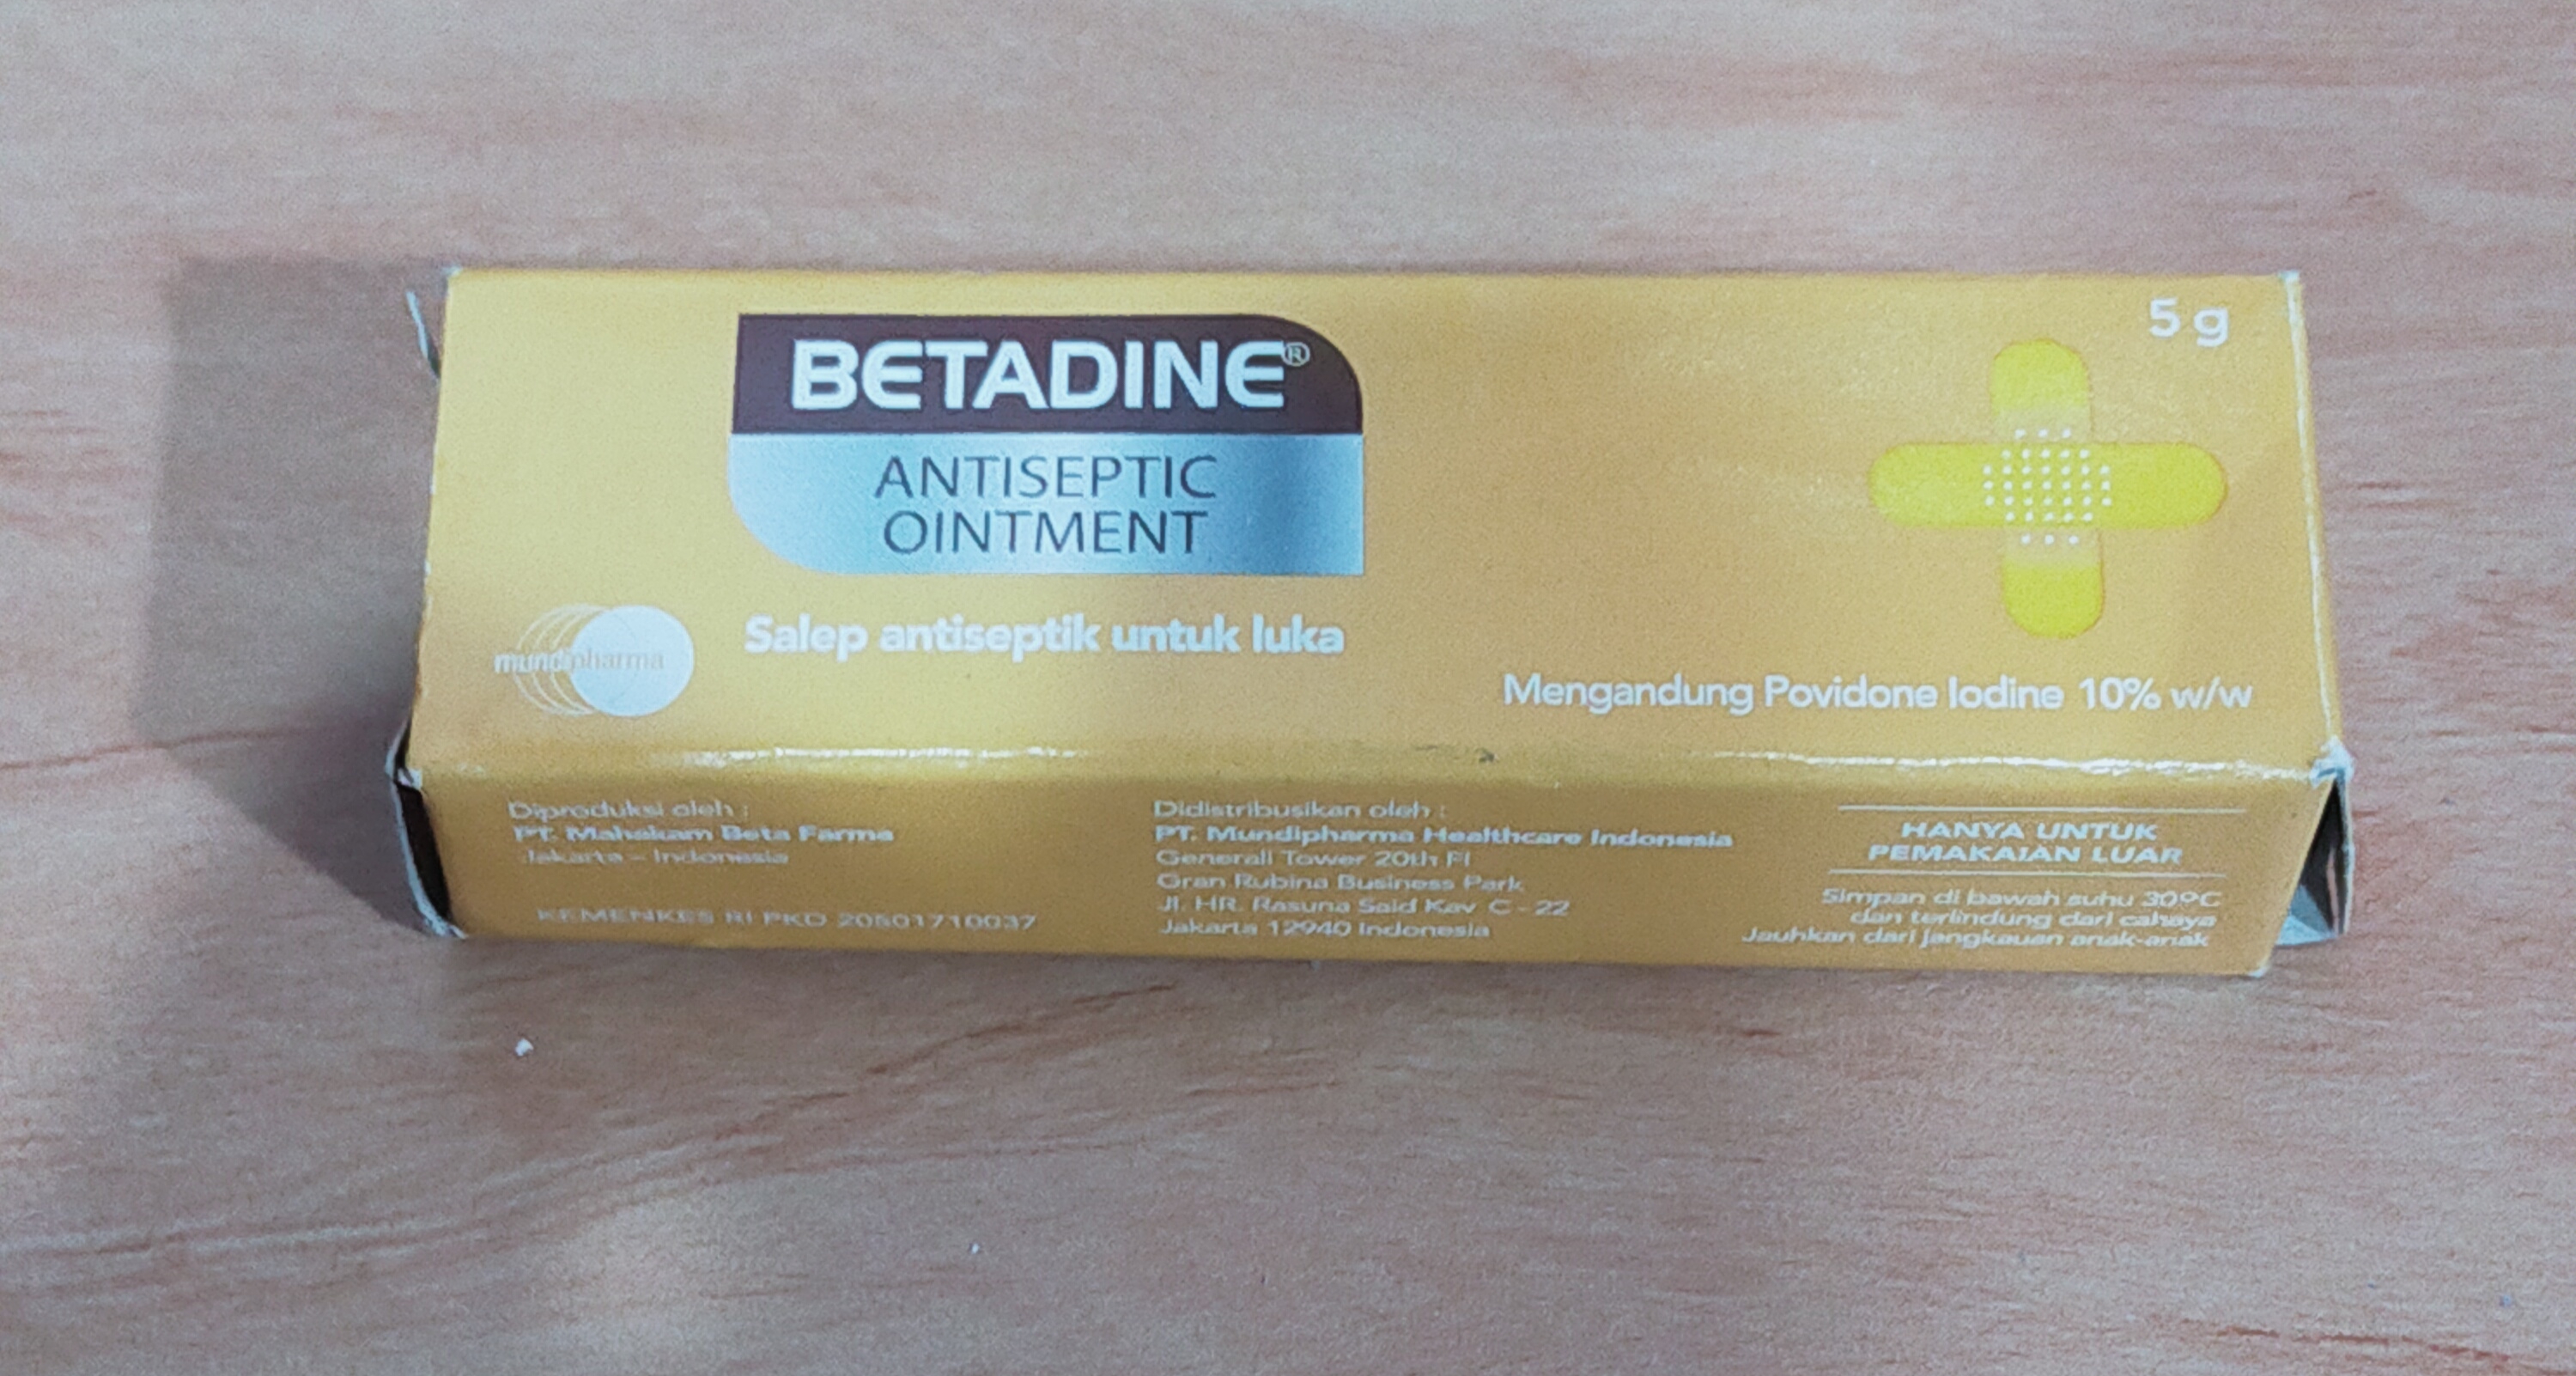 5 g
BETADINE®
ANTISEPTIC
OINTMENT
mundipharma
Salep antiseptik untuk luka
Mengandung Povidone Iodine 10% w/w
Diproduksi oleh :
PT. Mahakam Beta Farma
Jakarta – Indonesia
KEMENKES RI PKD 20501710037
Didistribusikan oleh :
PT. Mundipharma Healthcare Indonesia
Generali Tower 20th Fl
Gran Rubina Business Park
Jl. HR. Rasuna Said Kav C - 22
Jakarta 12940 Indonesia
HANYA UNTUK
PEMAKAIAN LUAR
Simpan di bawah suhu 30°C
dan terlindung dari cahaya
Jauhkan dari jangkauan anak-anak